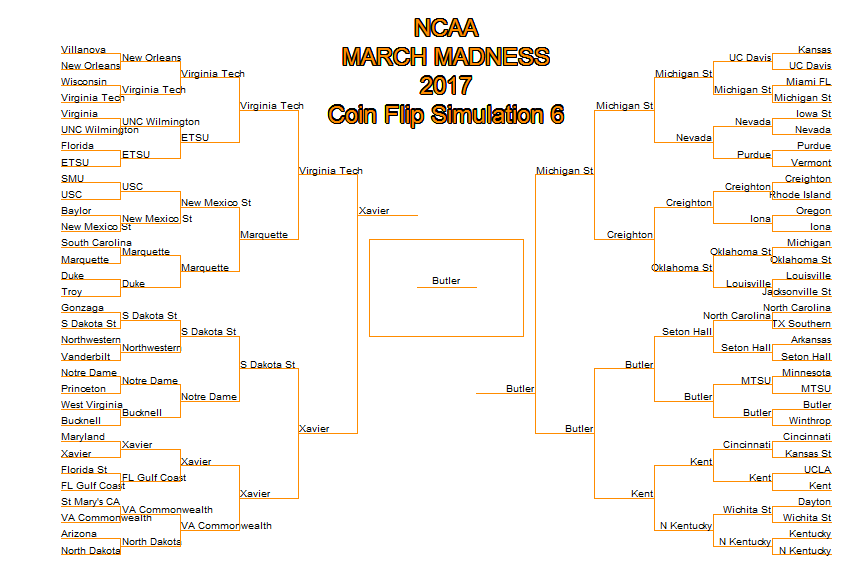 NCAA
MARCH MADNESS
2017
Coin Flip Simulation 6
Villanova
New Orleans
Wisconsin
Virginia Tech
Virginia
UNC Wilmington
Florida
ETSU
SMU
USC
Baylor
New Mexico St
South Carolina
Marquette
Duke
Troy
Gonzaga
S Dakota St
Northwestern
Vanderbilt
Notre Dame
Princeton
West Virginia
Bucknell
Maryland
Xavier
Florida St
FL Gulf Coast
St Mary's CA
VA Commonwealth
Arizona
North Dakota
New Orleans
Virginia Tech
UNC Wilmington
ETSU
USC
New Mexico St
Marquette
Duke
S Dakota St
Northwestern
Notre Dame
Bucknell
Xavier
FL Gulf Coast
VA Commonwealth
North Dakota
Virginia Tech
ETSU
New Mexico St
Marquette
S Dakota St
Notre Dame
Xavier
VA Commonwealth
Virginia Tech
Marquette
S Dakota St
Xavier
Virginia Tech
Xavier
Xavier
Butler
Butler
Michigan St
Butler
Michigan St
Creighton
Butler
Kent
Michigan St
Nevada
Creighton
Oklahoma St
Seton Hall
Butler
Kent
N Kentucky
UC Davis
Michigan St
Nevada
Purdue
Creighton
Iona
Oklahoma St
Louisville
North Carolina
Seton Hall
MTSU
Butler
Cincinnati
Kent
Wichita St
N Kentucky
Kansas
UC Davis
Miami FL
Michigan St
Iowa St
Nevada
Purdue
Vermont
Creighton
Rhode Island
Oregon
Iona
Michigan
Oklahoma St
Louisville
Jacksonville St
North Carolina
TX Southern
Arkansas
Seton Hall
Minnesota
MTSU
Butler
Winthrop
Cincinnati
Kansas St
UCLA
Kent
Dayton
Wichita St
Kentucky
N Kentucky